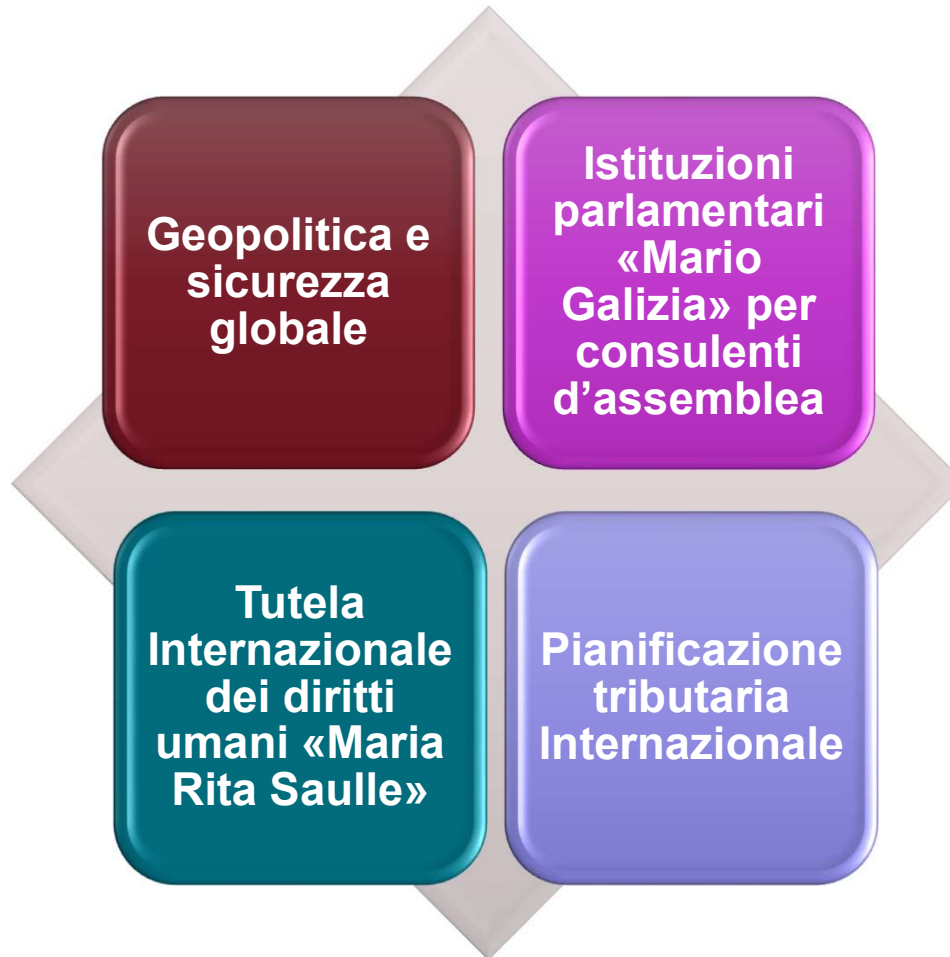 Geopolitica e
sicurezza
globale
Istituzioni
parlamentari
«Mario
Galizia» per
consulenti
d’assemblea
Tutela
Internazionale
dei diritti
umani «Maria
Rita Saulle»
Pianificazione
tributaria
Internazionale